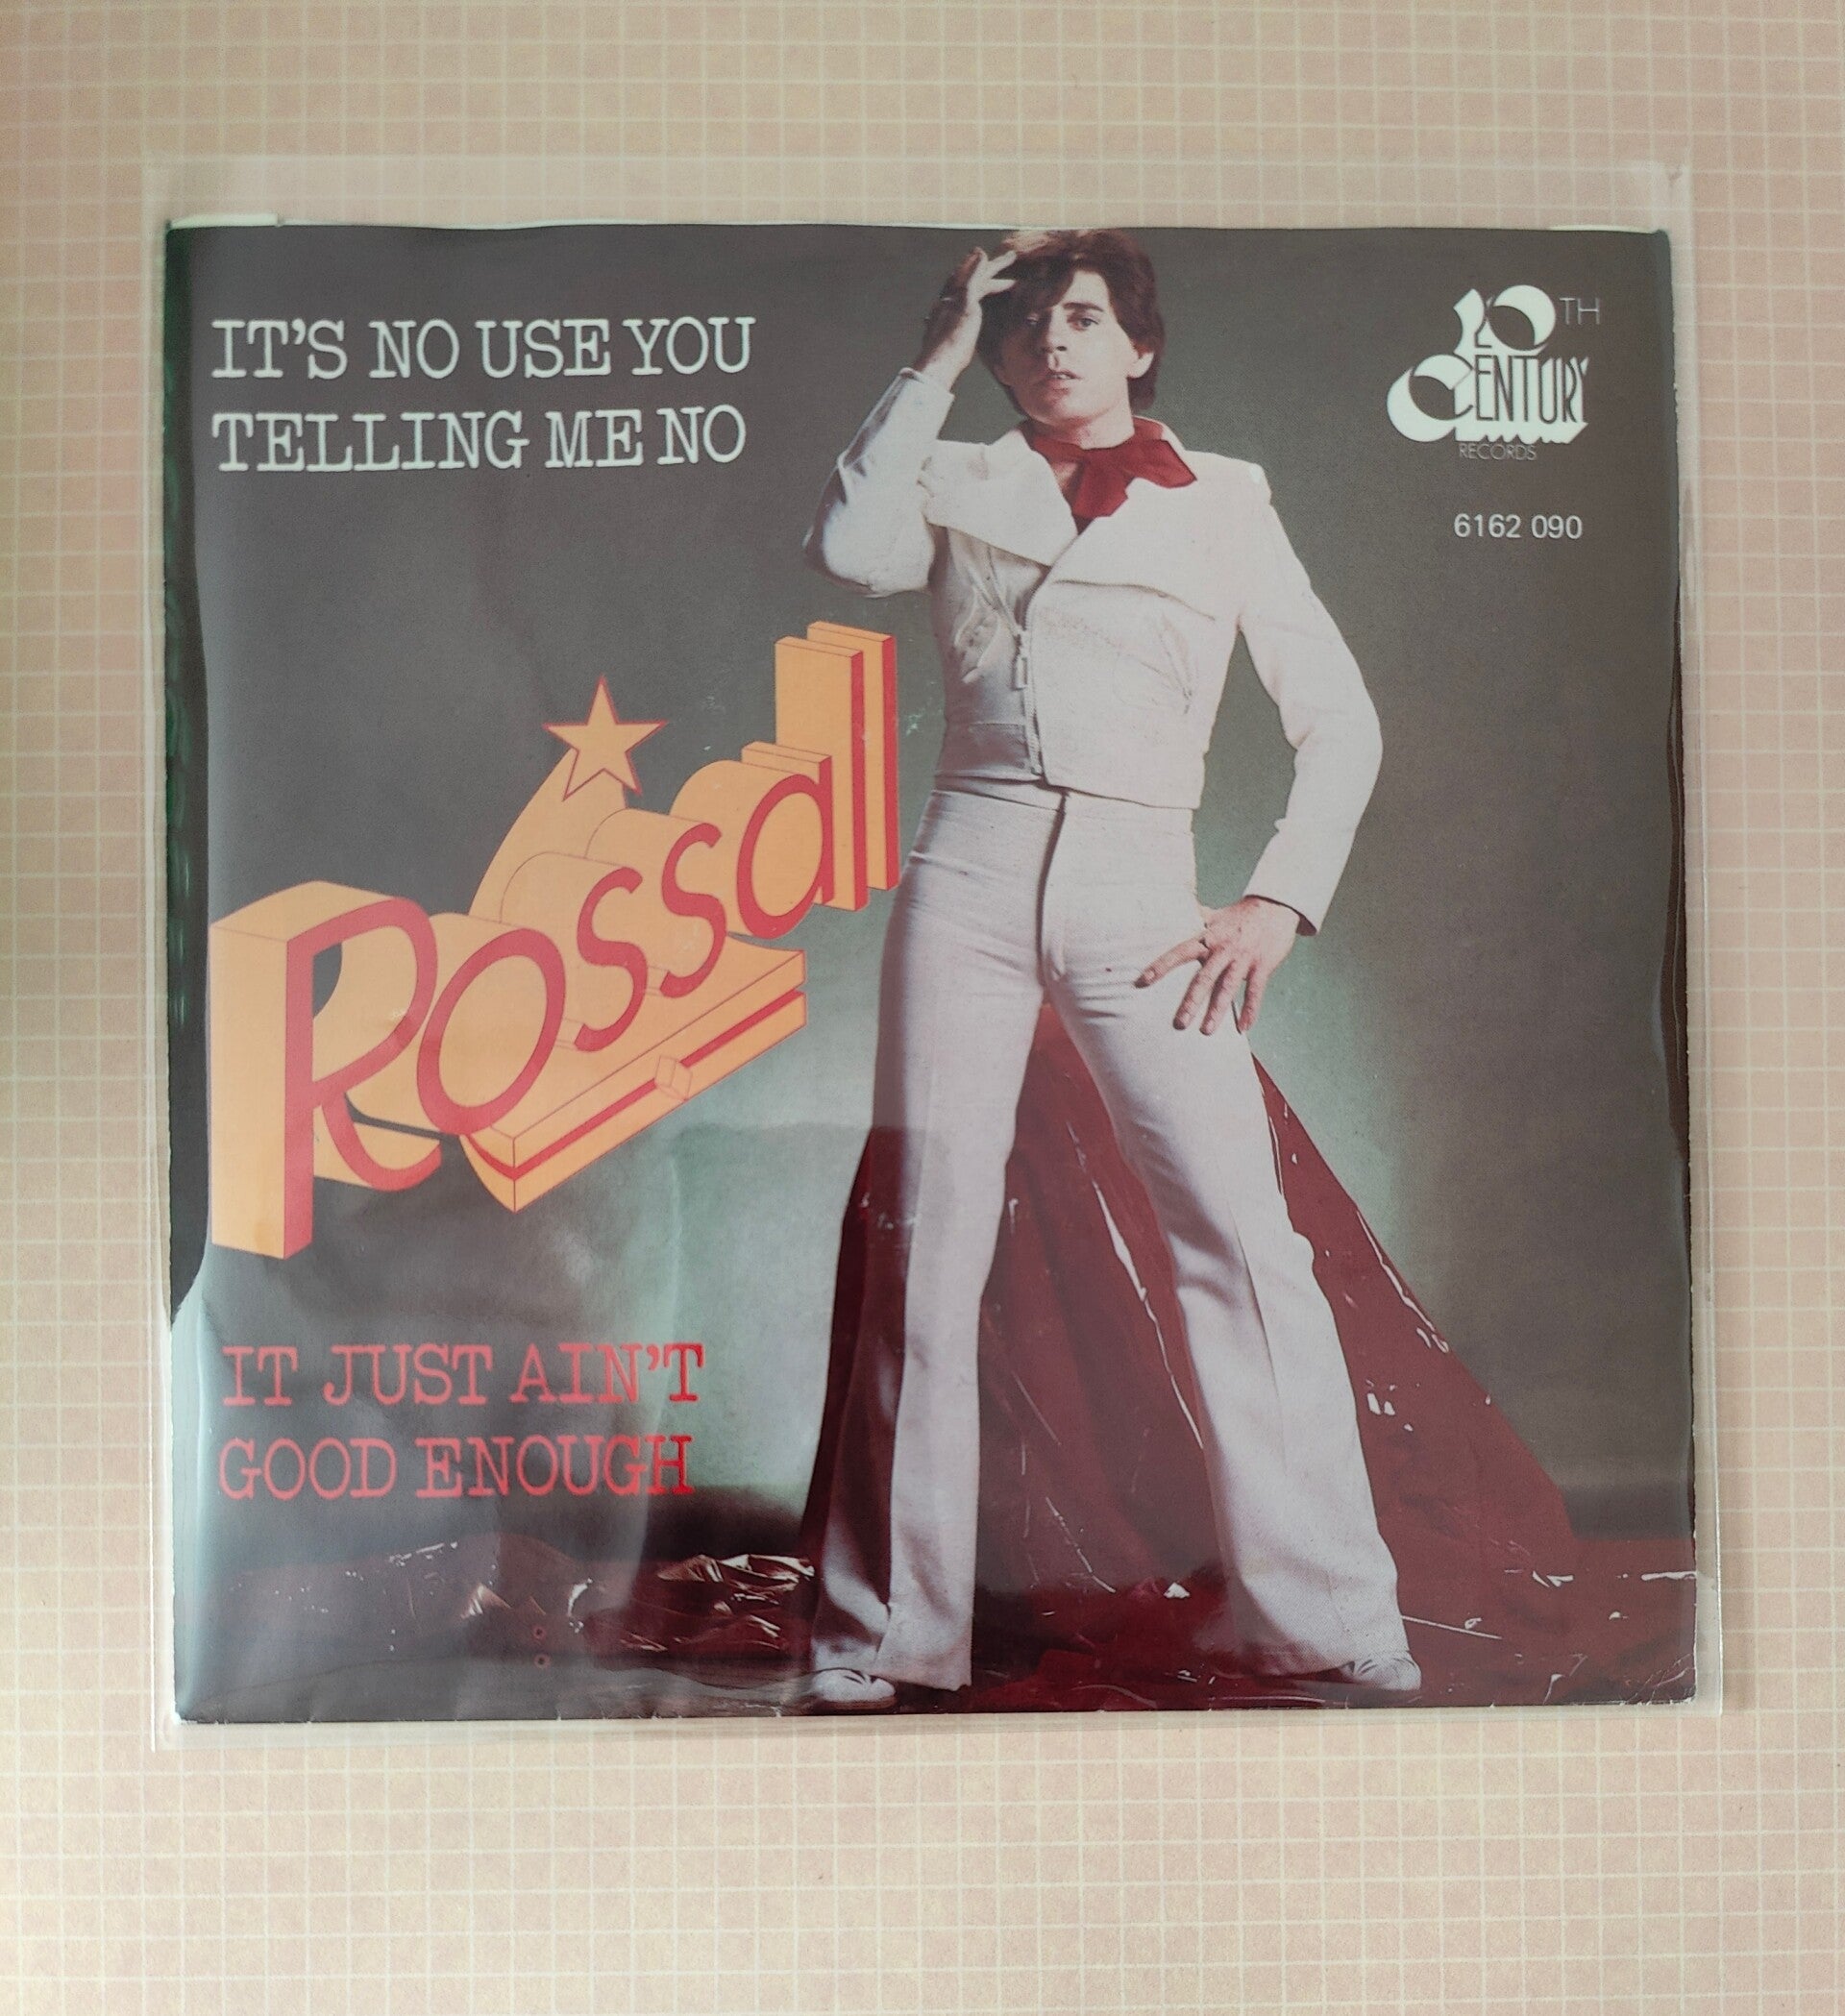 IT'S NO USE YOU
TELLING ME NO
20TH
CENTURY
RECORDS
6162 090
Rossall
IT JUST AIN'T
GOOD ENOUGH